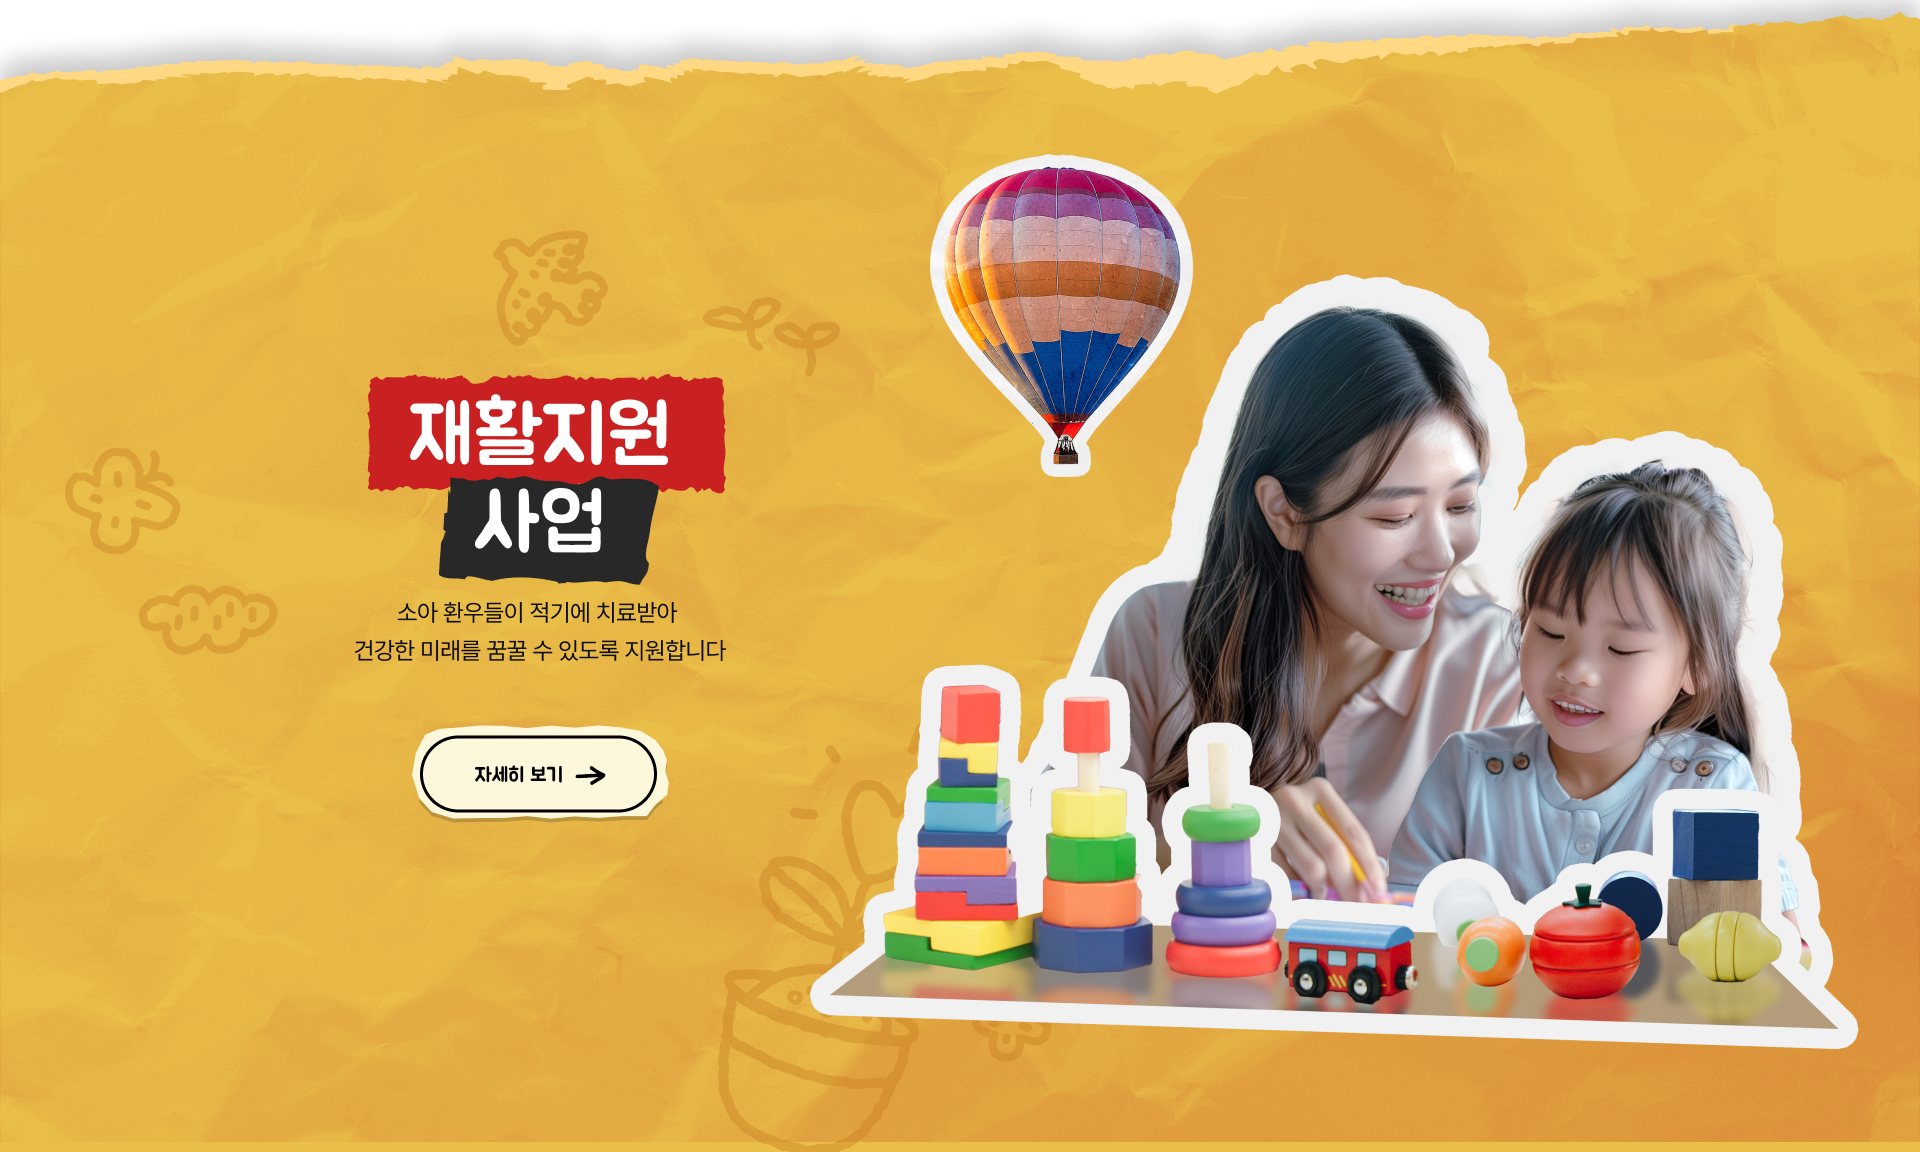 재활지원
사업
소아 환우들이 적기에 치료받아
건강한 미래를 꿈꿀 수 있도록 지원합니다
자세히 보기